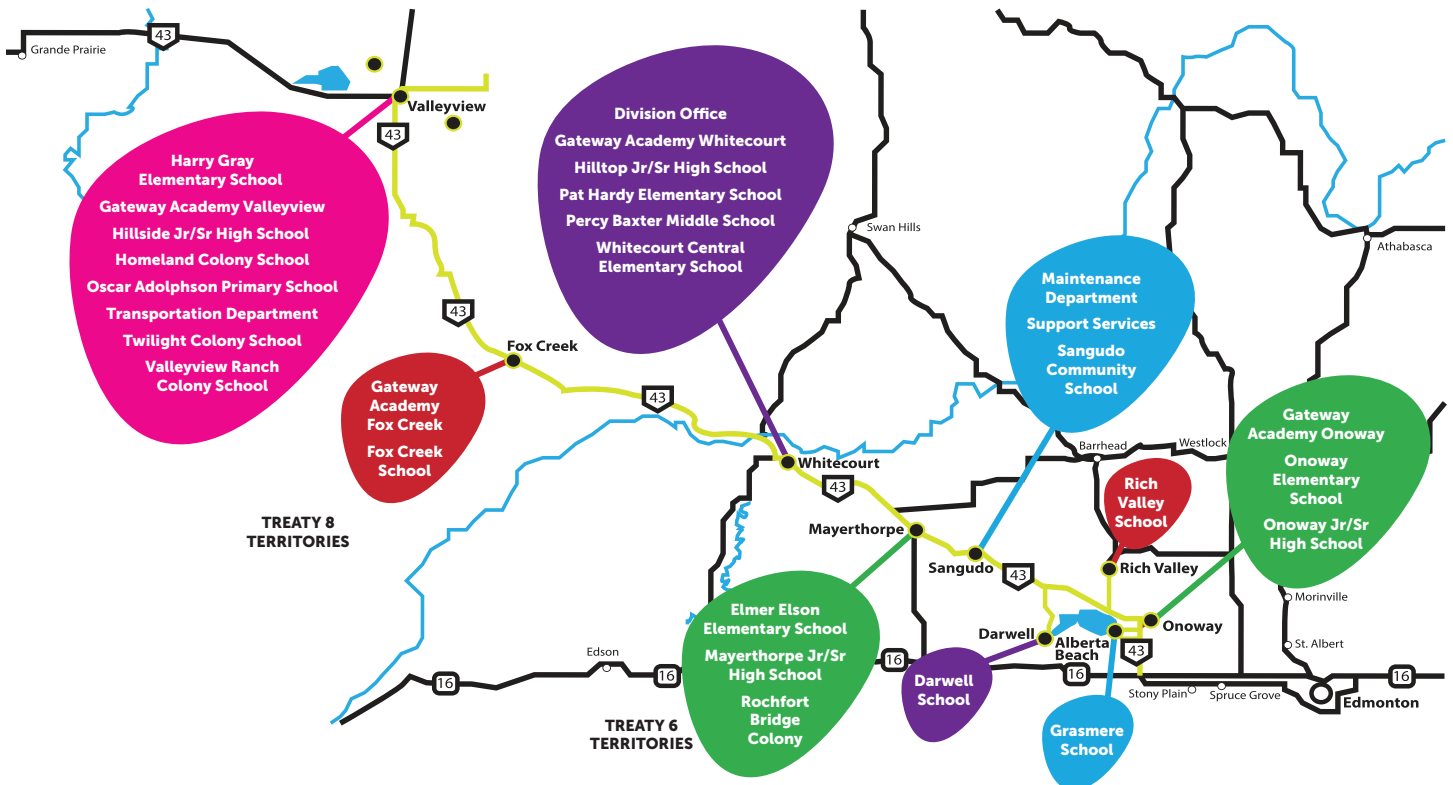 43
Grande Prairie
Valleyview
43
Harry Gray
Elementary School
Gateway Academy Valleyview
Hillside Jr/Sr High School
Homeland Colony School
Oscar Adolphson Primary School
Transportation Department
Twilight Colony School
Valleyview Ranch
Colony School
Division Office
Gateway Academy Whitecourt
Hilltop Jr/Sr High School
Pat Hardy Elementary School
Percy Baxter Middle School
Whitecourt Central
Elementary School
Swan Hills
Athabasca
Maintenance
Department
Support Services
Sangudo
Community
School
43
Fox Creek
Gateway
Academy
Fox Creek
Fox Creek
School
43
Gateway
Academy Onoway
Onoway
Elementary
School
Onoway Jr/Sr
High School
Barrhead
Westlock
Whitecourt
43
Rich
Valley
School
TREATY 8
TERRITORIES
Mayerthorpe
Sangudo
43
Rich Valley
Morinville
Elmer Elson
Elementary School
Mayerthorpe Jr/Sr
High School
Rochfort
Bridge
Colony
Darwell
Alberta
Beach
Onoway
43
St. Albert
Edson
16
16
16
16
16
Darwell
School
Stony Plain
Spruce Grove
Edmonton
TREATY 6
TERRITORIES
Grasmere
School